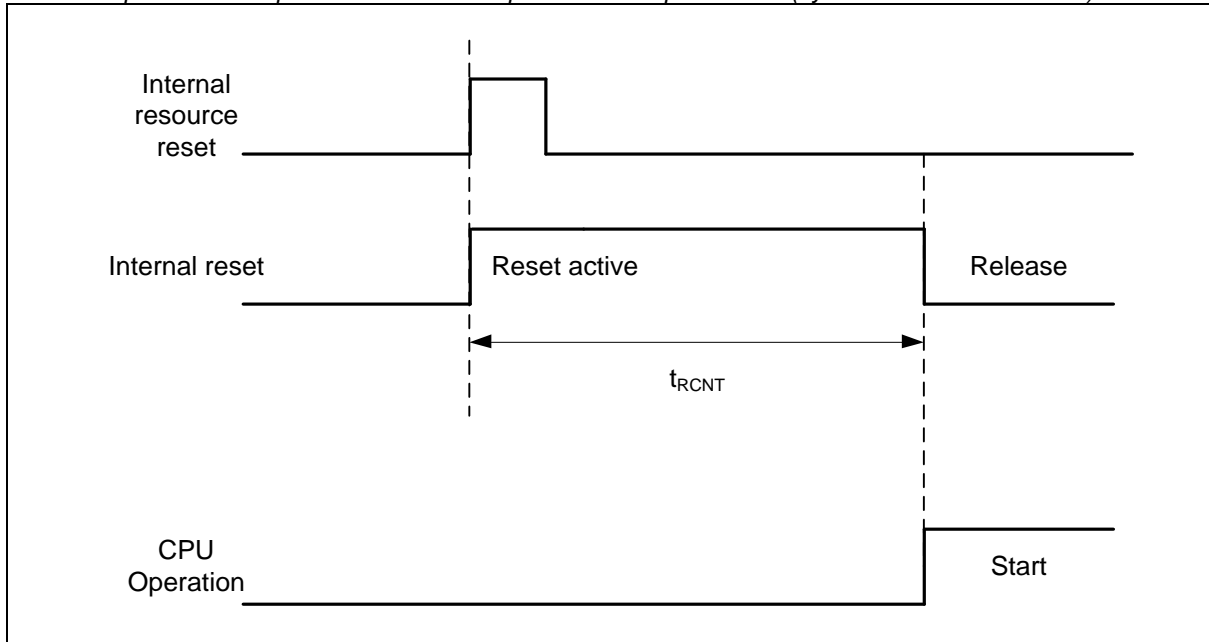 Internal
resource
reset
Internal reset
Reset active
Release
tRCNT
CPU
Operation
Start